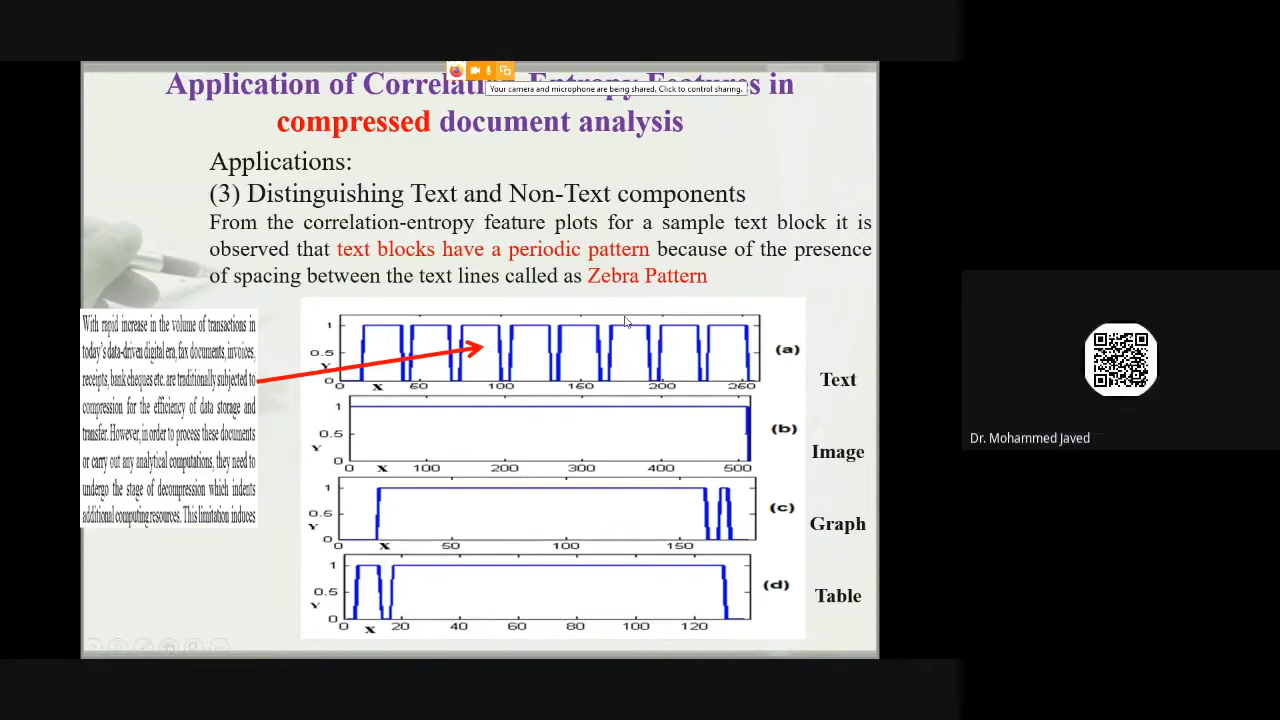 Application of Correlation-Entropy Features in
Your camera and microphone are being shared. Click to control sharing.
compressed document analysis
Applications:
(3) Distinguishing Text and Non-Text components
From the correlation-entropy feature plots for a sample text block it is
observed that text blocks have a periodic pattern because of the presence
of spacing between the text lines called as Zebra Pattern
With rapid increase in the volume of transactions in
today's data-driven digital era, fax documents, invoices,
receipts, bank cheques etc. are traditionally subjected to
compression for the efficiency of data storage and
transfer. However, in order to process these documents
or carry out any analytical computations, they need to
undergo the stage of decompression which indents
additional computing resources. This limitation induces
1
0.5
Y
0
0 X 50 100 150 200 250
(a)
Text
1
0.5
Y
0
0 X 100 200 300 400 500
(b)
Image
1
0.5
Y
0
0 X 50 100 150
(c)
Graph
1
0.5
Y
0
0 X 20 40 60 80 100 120
(d)
Table
Dr. Mohammed Javed